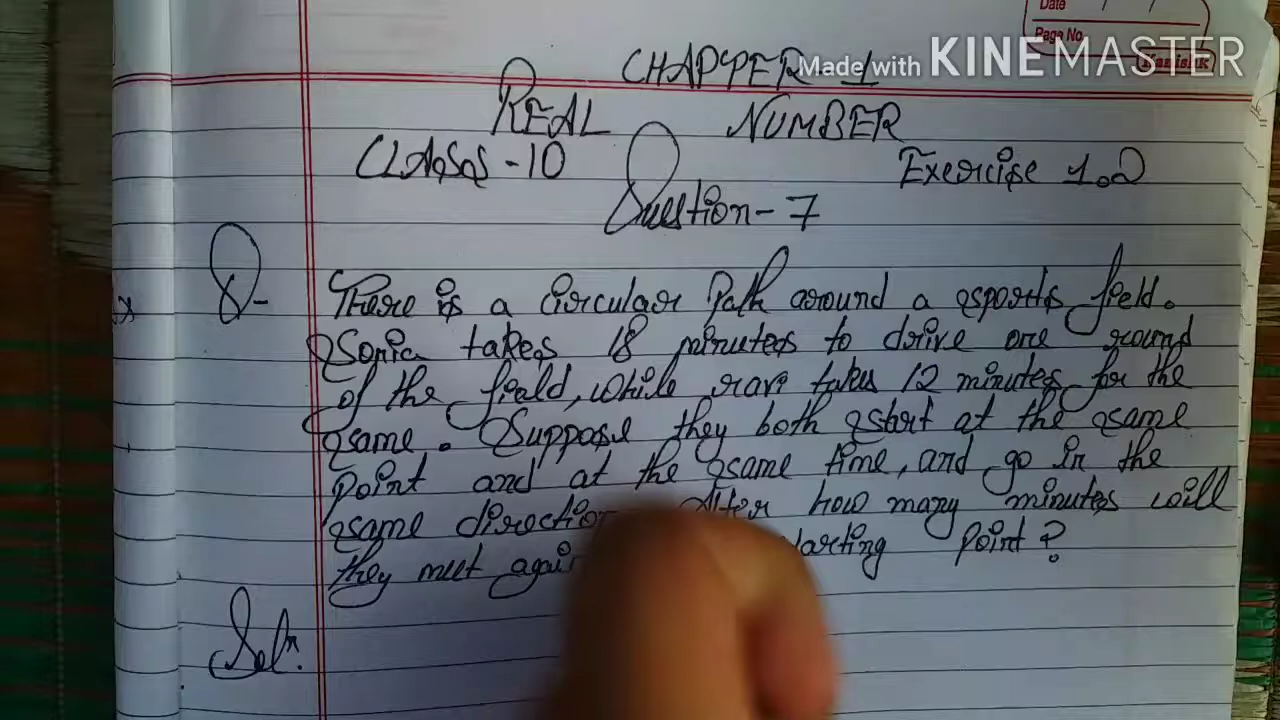 Date / /
Page No
Made with KINEMASTER
CHAPTER - 1
REAL NUMBER
CLASS - 10 Exercise 1.2
Question - 7
Q- There is a circular path around a sports field.
Sonia takes 18 minutes to drive one round
of the field, while ravi takes 12 minutes for the
same. Suppose they both start at the same
point and at the same time, and go in the
same direction After how many minutes will
they meet again tarting point?
Solⁿ.